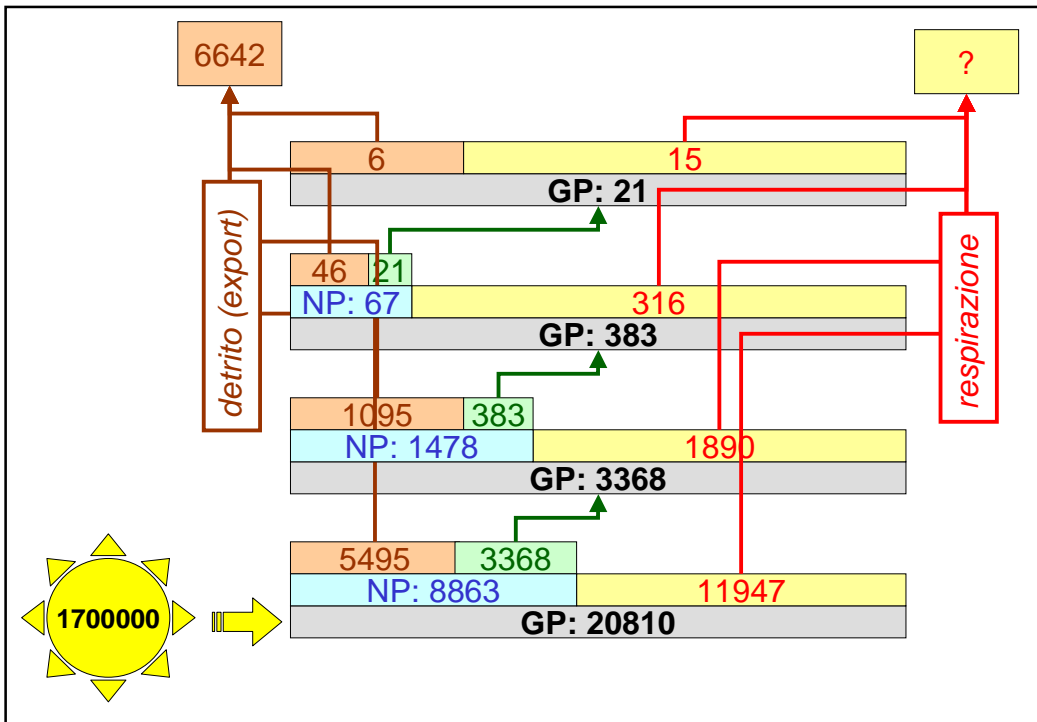 6642
?
6
15
GP: 21
46
21
NP: 67
316
GP: 383
detrito (export)
respirazione
1095
383
NP: 1478
1890
GP: 3368
5495
3368
NP: 8863
11947
GP: 20810
1700000